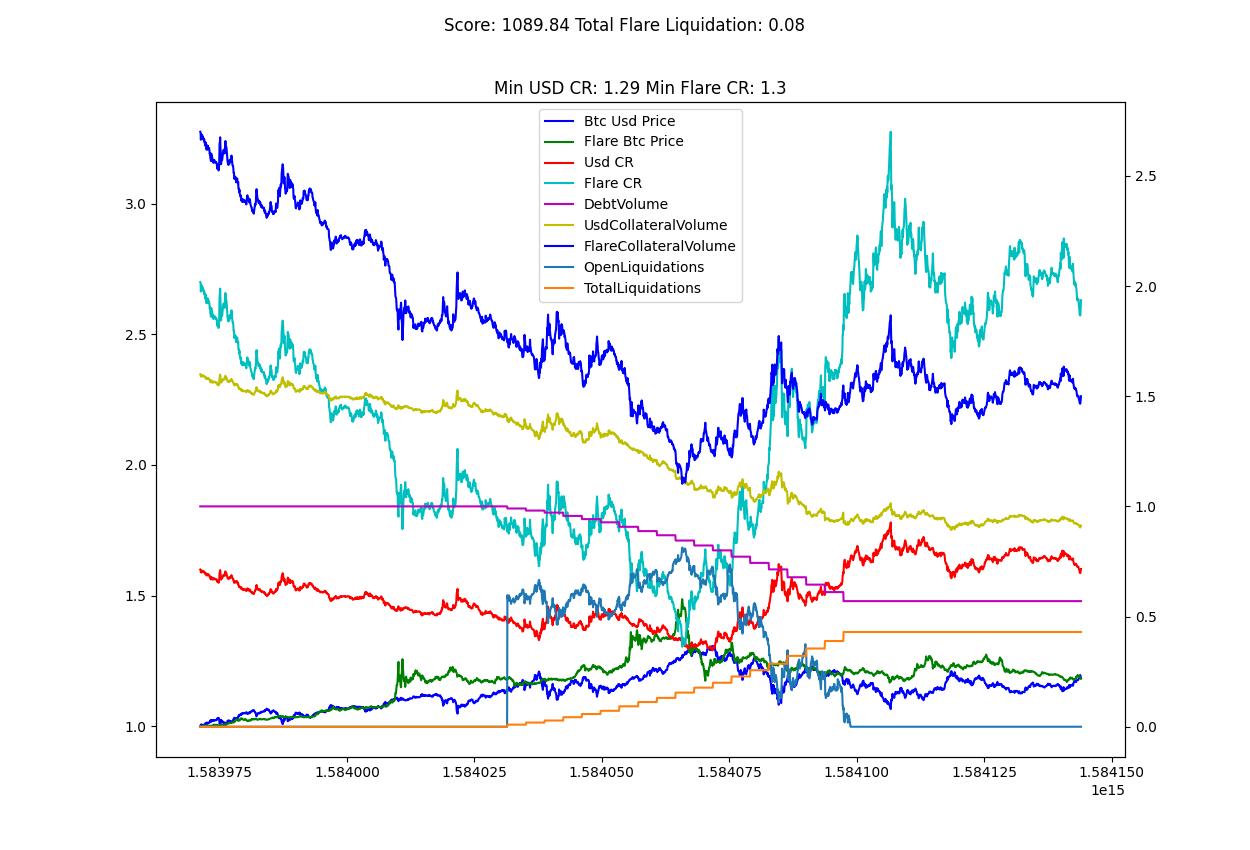 Score: 1089.84 Total Flare Liquidation: 0.08
Min USD CR: 1.29 Min Flare CR: 1.3
Btc Usd Price
Flare Btc Price
Usd CR
Flare CR
DebtVolume
UsdCollateralVolume
FlareCollateralVolume
OpenLiquidations
TotalLiquidations
3.0
2.5
2.0
1.5
1.0
2.5
2.0
1.5
1.0
0.5
0.0
1.583975 1.584000 1.584025 1.584050 1.584075 1.584100 1.584125 1.584150
1e15